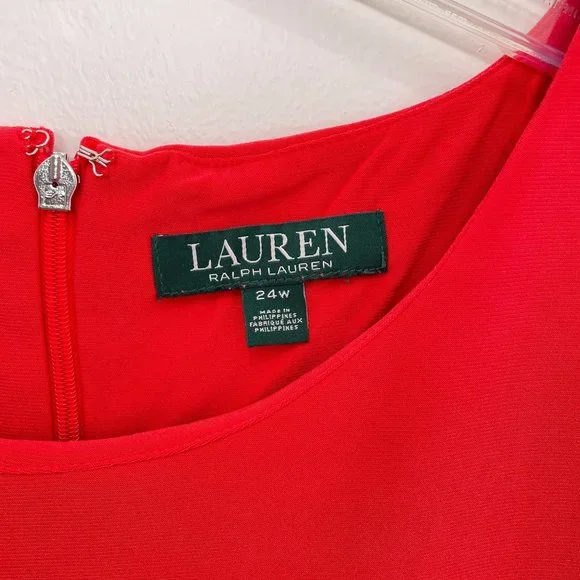 LAUREN
RALPH LAUREN
24W
MADE IN
PHILIPPINES
FABRIQUÉ AUX
PHILIPPINES